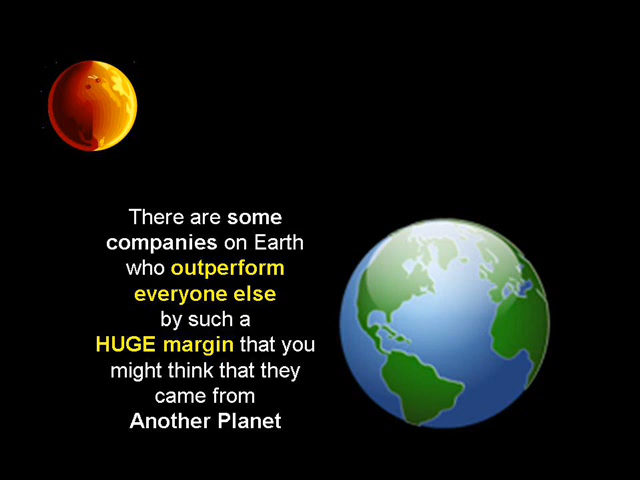 There are some
companies on Earth
who outperform
everyone else
by such a
HUGE margin that you
might think that they
came from
Another Planet